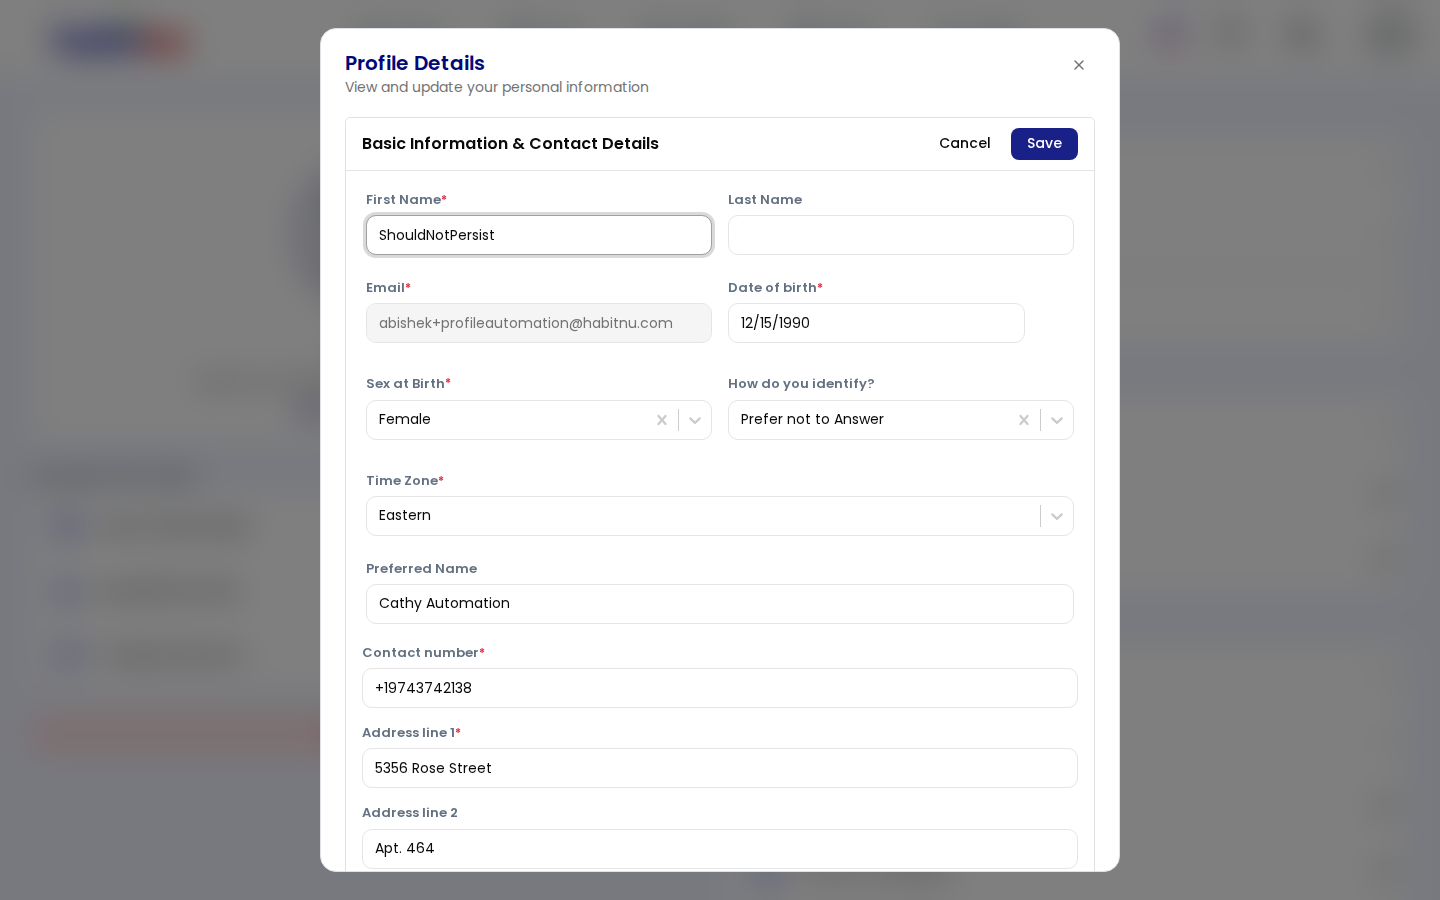 Profile Details
View and update your personal information
Basic Information & Contact Details
Cancel
Save
First Name*
Last Name
ShouldNotPersist
Email*
Date of birth*
abishek+profileautomation@habitnu.com
12/15/1990
Sex at Birth*
How do you identify?
Female
Prefer not to Answer
Time Zone*
Eastern
Preferred Name
Cathy Automation
Contact number*
+19743742138
Address line 1*
5356 Rose Street
Address line 2
Apt. 464